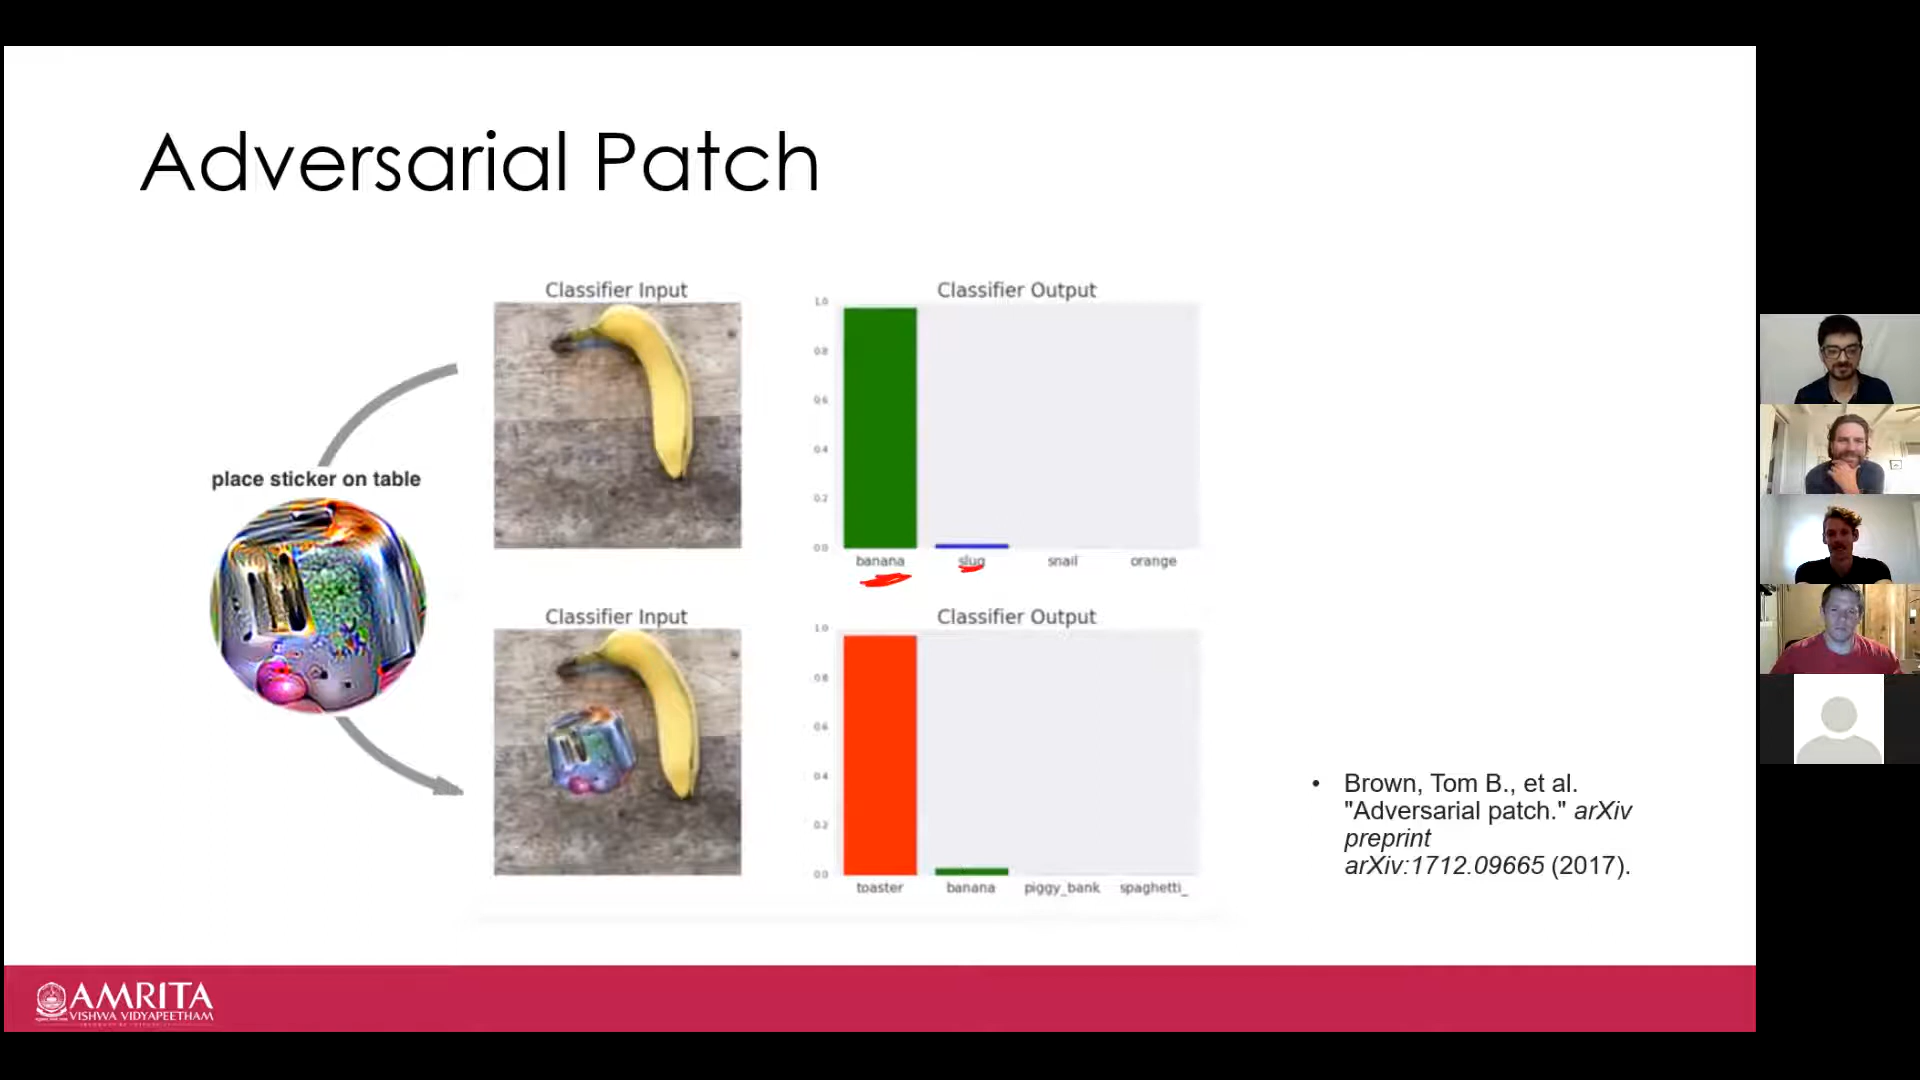 Adversarial Patch
Classifier Input
Classifier Output
1.0
0.8
0.6
0.4
0.2
0.0
banana slug snail orange
place sticker on table
Classifier Input
Classifier Output
1.0
0.8
0.6
0.4
0.2
0.0
toaster banana piggy_bank spaghetti_
• Brown, Tom B., et al.
"Adversarial patch." arXiv
preprint
arXiv:1712.09665 (2017).
AMRITA
VISHWA VIDYAPEETHAM